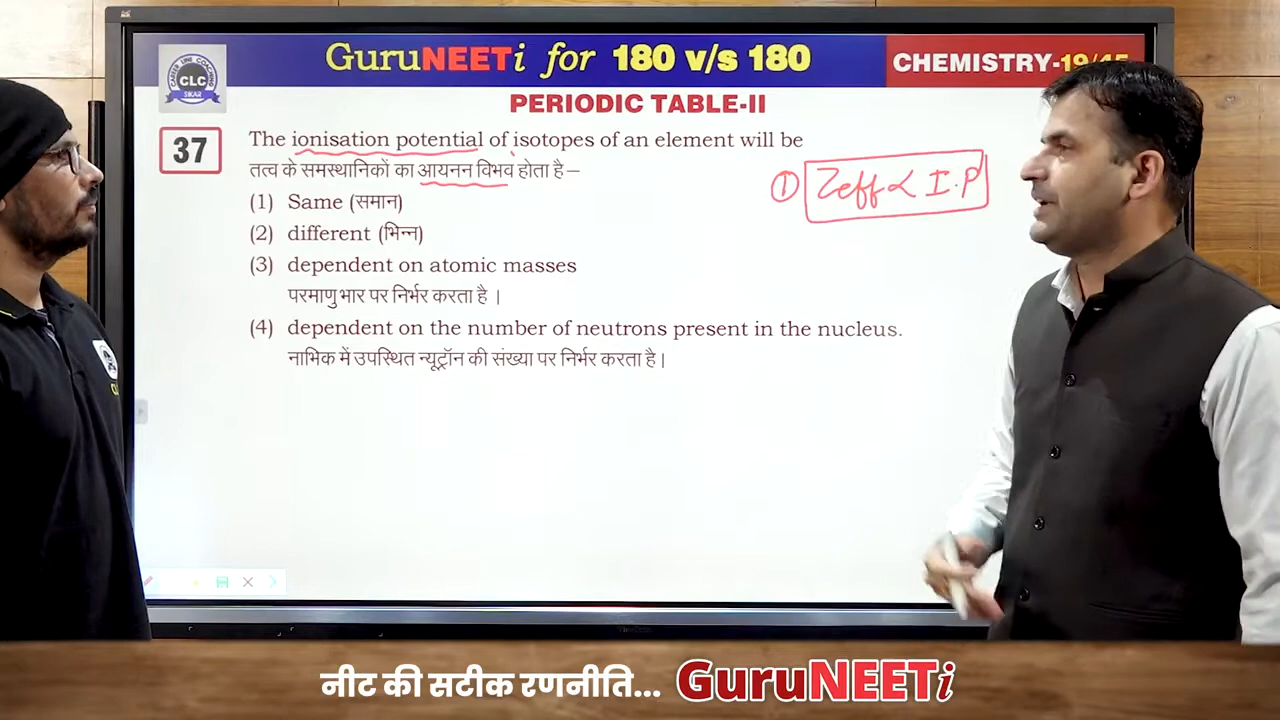 GuruNEETi for 180 v/s 180
CHEMISTRY-19/45
CLC
SIKAR
PERIODIC TABLE-II
37
The ionisation potential of isotopes of an element will be
तत्व के समस्थानिकों का आयनन विभव होता है–
(1) Same (समान)
(2) different (भिन्न)
(3) dependent on atomic masses
परमाणु भार पर निर्भर करता है ।
(4) dependent on the number of neutrons present in the nucleus.
नाभिक में उपस्थित न्यूट्रॉन की संख्या पर निर्भर करता है।
① Zeff ∝ I.P
नीट की सटीक रणनीति... GuruNEETi